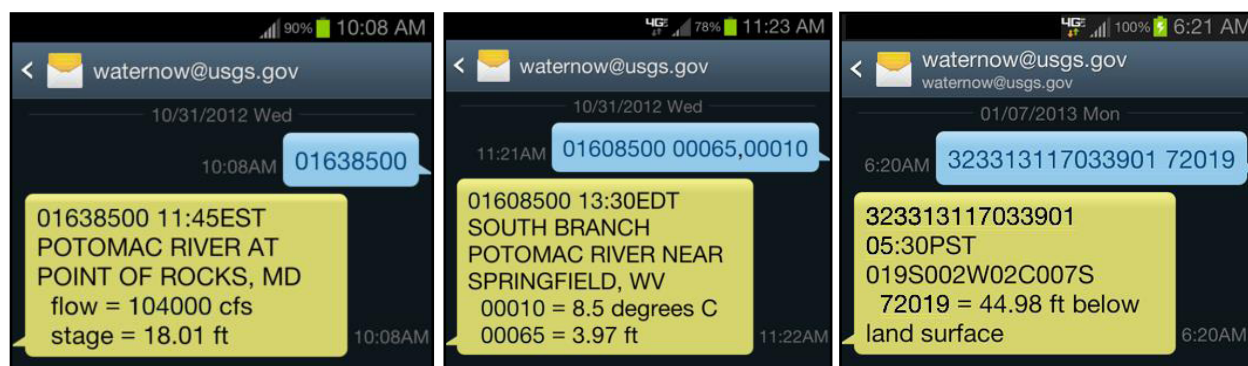 90% 10:08 AM
waternow@usgs.gov
10/31/2012 Wed
10:08AM 01638500
01638500 11:45EST
POTOMAC RIVER AT
POINT OF ROCKS, MD
flow = 104000 cfs
stage = 18.01 ft 10:08AM
4G 78% 11:23 AM
waternow@usgs.gov
10/31/2012 Wed
11:21AM 01608500 00065,00010
01608500 13:30EDT
SOUTH BRANCH
POTOMAC RIVER NEAR
SPRINGFIELD, WV
00010 = 8.5 degrees C
00065 = 3.97 ft 11:22AM
4G 100% 6:21 AM
waternow@usgs.gov
waternow@usgs.gov
01/07/2013 Mon
6:20AM 323313117033901 72019
323313117033901
05:30PST
019S002W02C007S
72019 = 44.98 ft below
land surface 6:20AM